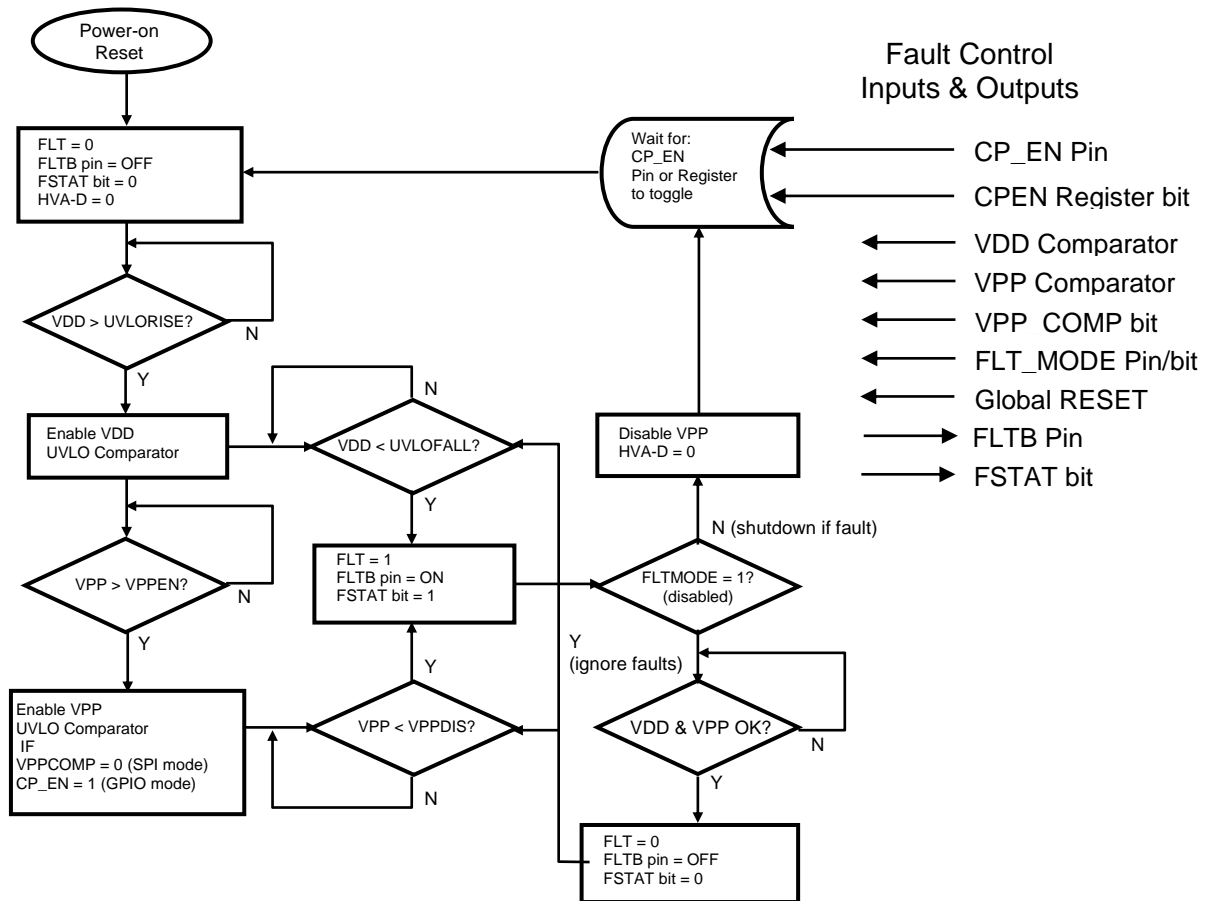 Power-on
Reset
FLT = 0
FLTB pin = OFF
FSTAT bit = 0
HVA-D = 0
VDD > UVLORISE?
N
Y
Enable VDD
UVLO Comparator
VPP > VPPEN?
N
Y
Enable VPP
UVLO Comparator
IF
VPPCOMP = 0 (SPI mode)
CP_EN = 1 (GPIO mode)
N
VDD < UVLOFALL?
Y
FLT = 1
FLTB pin = ON
FSTAT bit = 1
Y
VPP < VPPDIS?
N
Wait for:
CP_EN
Pin or Register
to toggle
Disable VPP
HVA-D = 0
N (shutdown if fault)
FLTMODE = 1?
(disabled)
Y
(ignore faults)
VDD & VPP OK?
N
Y
FLT = 0
FLTB pin = OFF
FSTAT bit = 0
Fault Control
Inputs & Outputs
CP_EN Pin
CPEN Register bit
VDD Comparator
VPP Comparator
VPP COMP bit
FLT_MODE Pin/bit
Global RESET
FLTB Pin
FSTAT bit